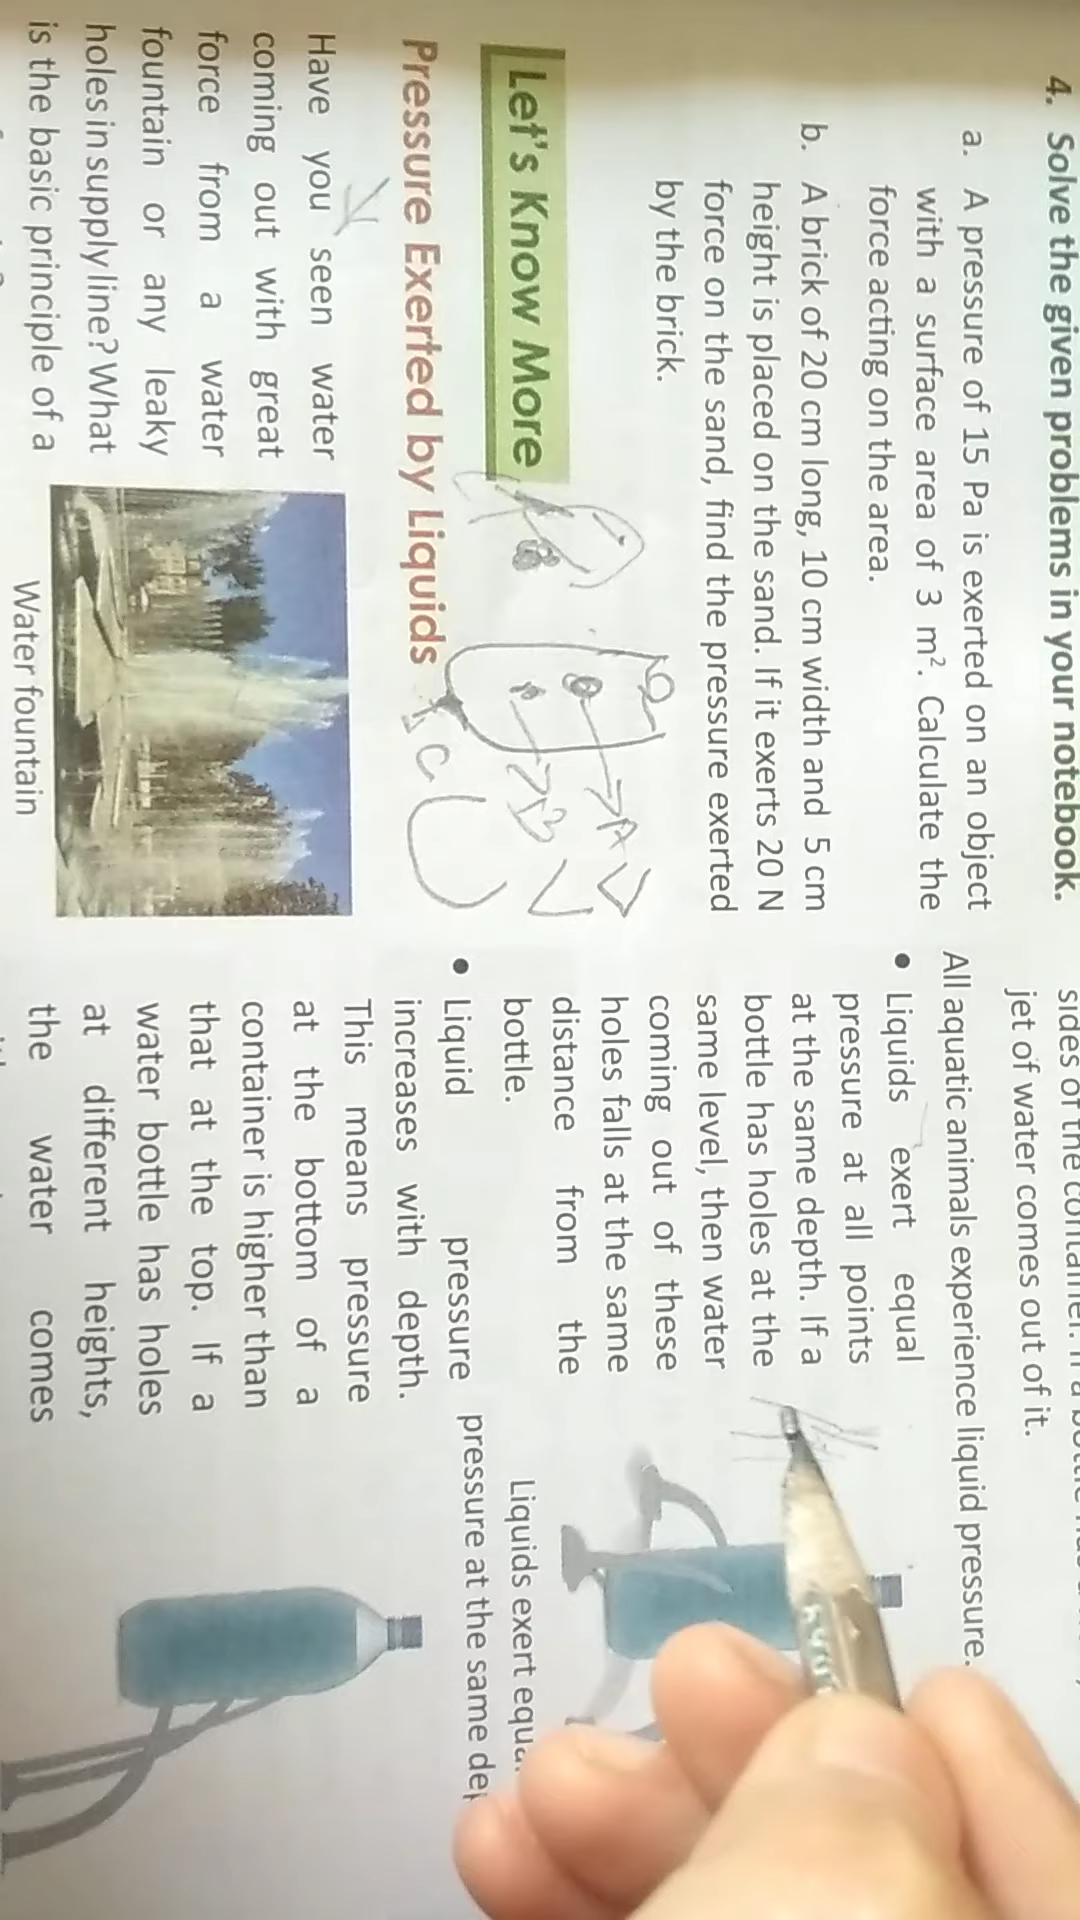 4. Solve the given problems in your notebook.
a. A pressure of 15 Pa is exerted on an object
with a surface area of 3 m². Calculate the
force acting on the area.
b. A brick of 20 cm long, 10 cm width and 5 cm
height is placed on the sand. If it exerts 20 N
force on the sand, find the pressure exerted
by the brick.
Let's Know More
Pressure Exerted by Liquids
A
B
C
Have you seen water
coming out with great
force from a water
fountain or any leaky
holes in supply line? What
is the basic principle of a
Water fountain
sides of the container. If a
jet of water comes out of it.
All aquatic animals experience liquid pressure.
• Liquids exert equal
pressure at all points
at the same depth. If a
bottle has holes at the
same level, then water
coming out of these
holes falls at the same
distance from the
bottle.
Liquids exert
pressure at the same
• Liquid pressure
increases with depth.
This means pressure
at the bottom of a
container is higher than
that at the top. If a
water bottle has holes
at different heights,
the water comes